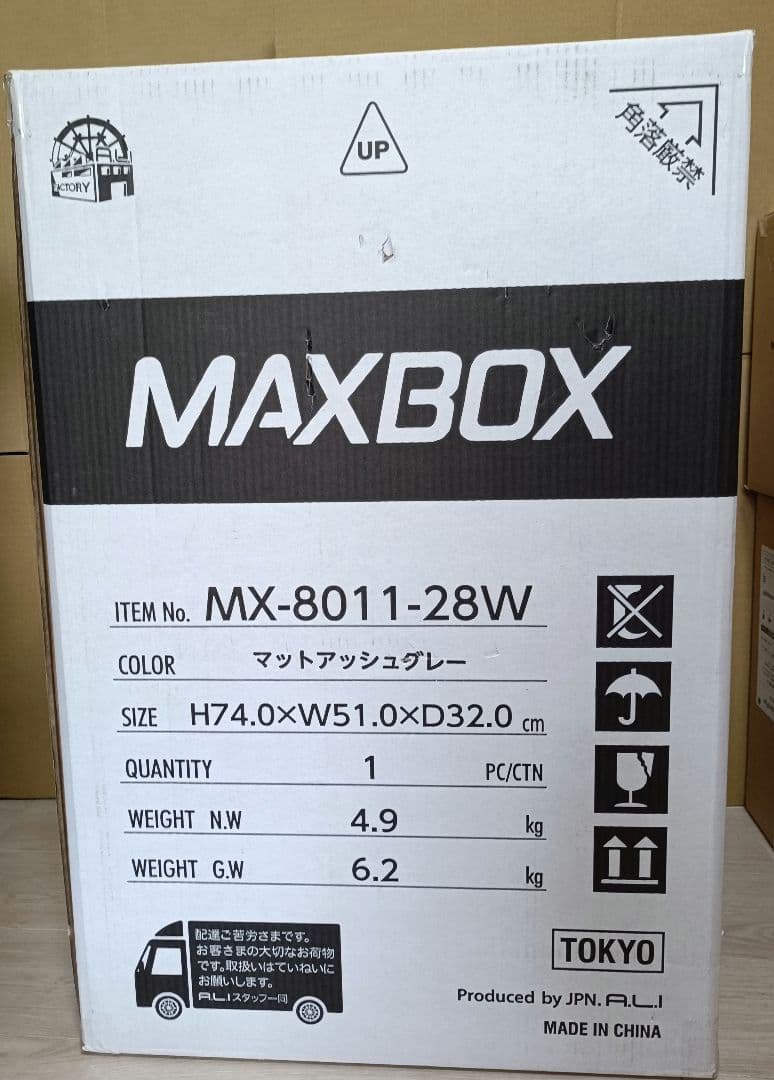 A.L.I
FACTORY
UP
角落厳禁
MAXBOX
ITEM No. MX-8011-28W
COLOR マットアッシュグレー
SIZE H74.0×W51.0×D32.0 cm
QUANTITY 1 PC/CTN
WEIGHT N.W 4.9 kg
WEIGHT G.W 6.2 kg
配達ご苦労さまです。
お客さまの大切なお荷物
です。取扱いはていねいに
お願いします。
A.L.Iスタッフ一同
TOKYO
Produced by JPN. A.L.I
MADE IN CHINA